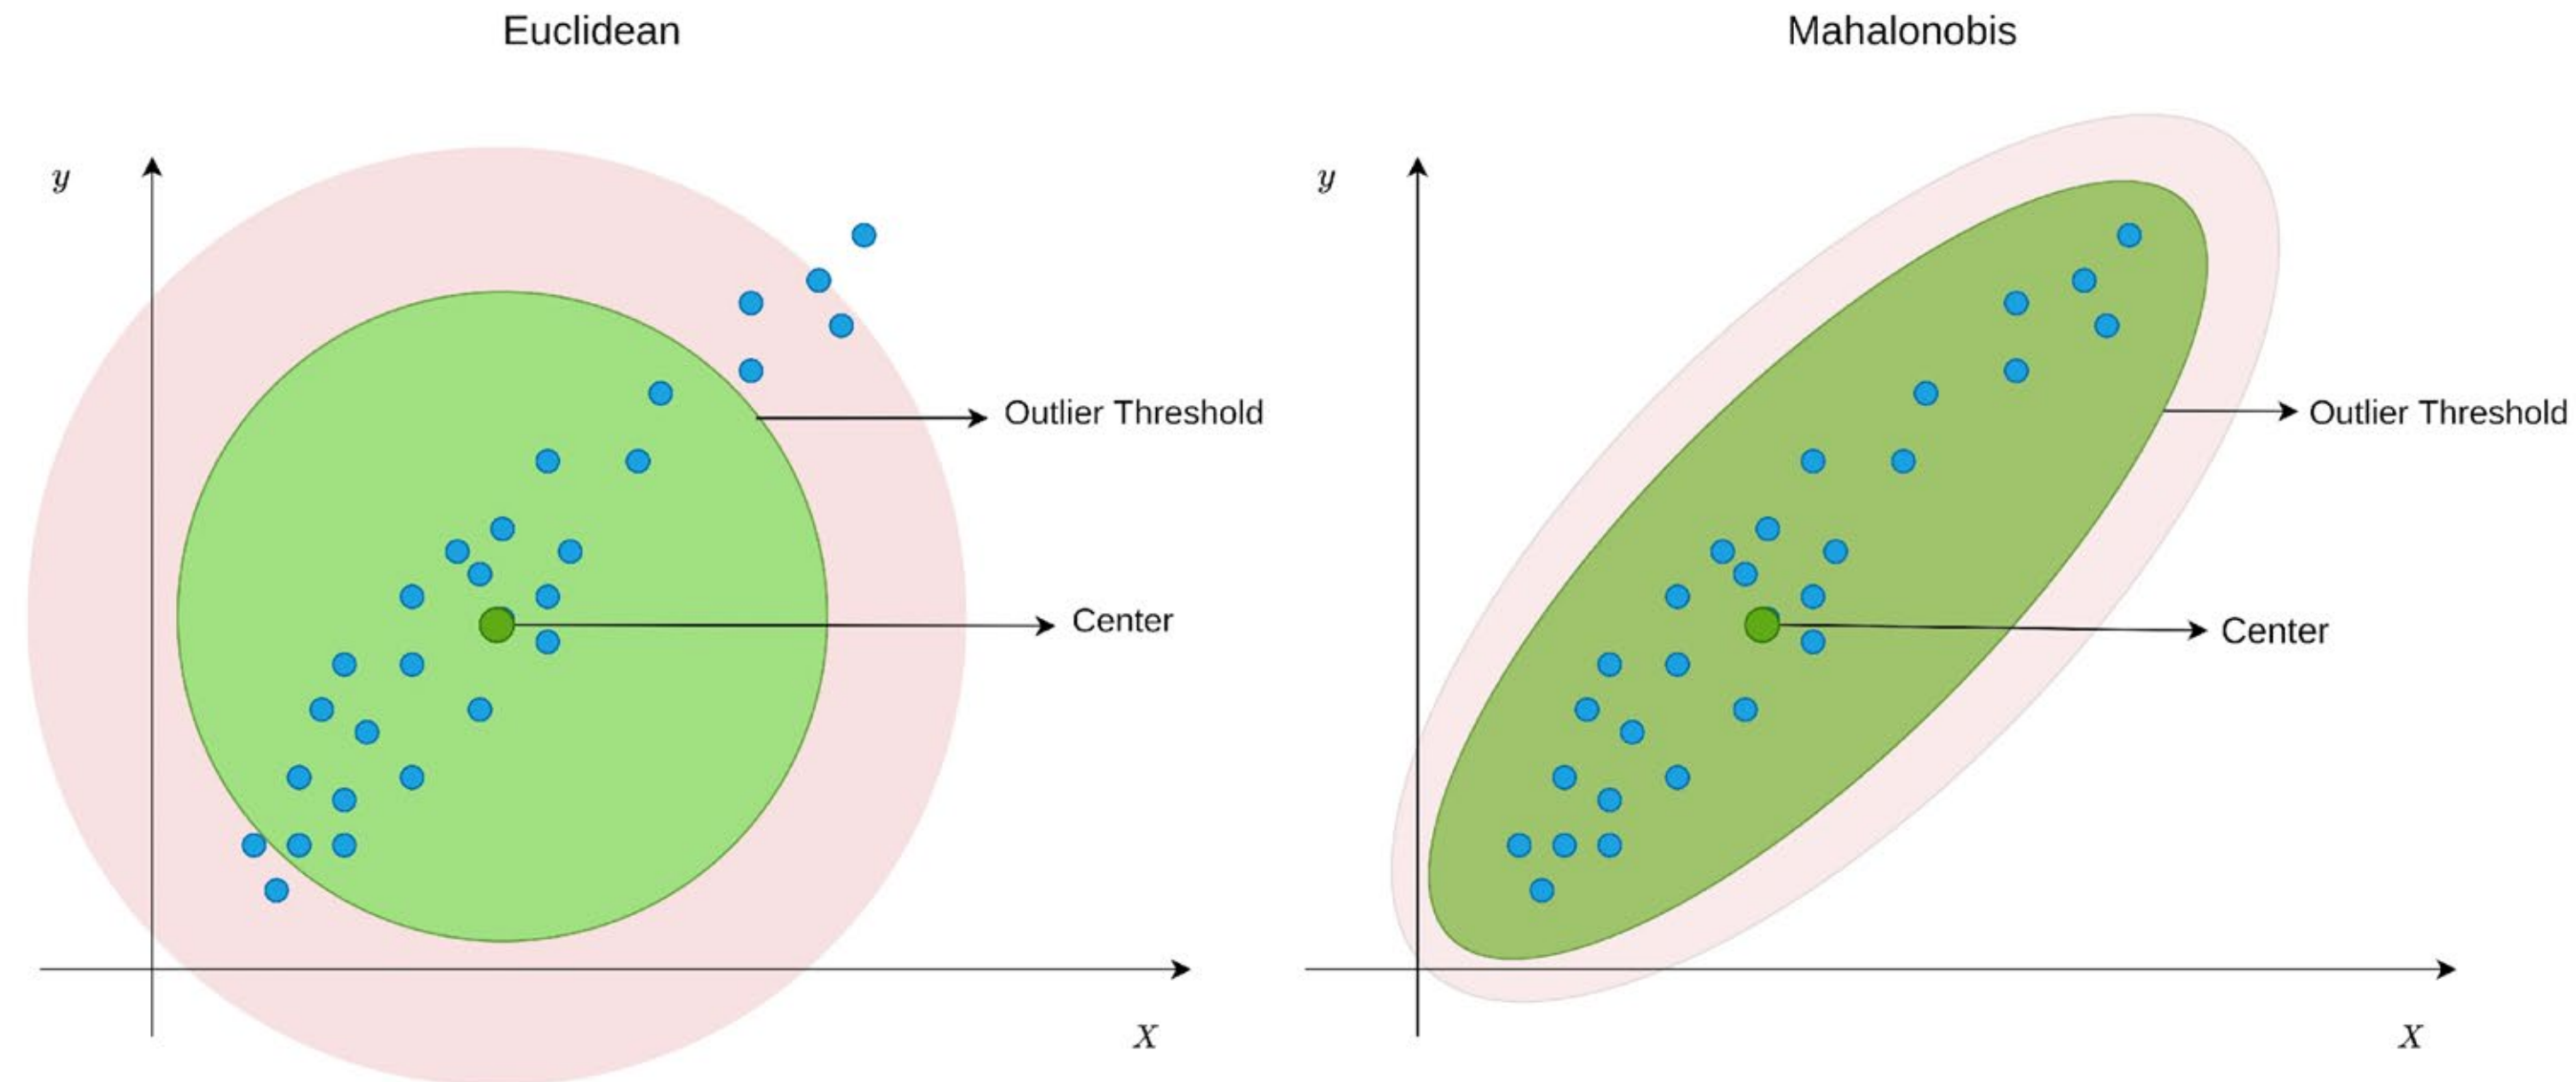 Euclidean
y
Outlier Threshold
Center
X
Mahalonobis
y
Outlier Threshold
Center
X